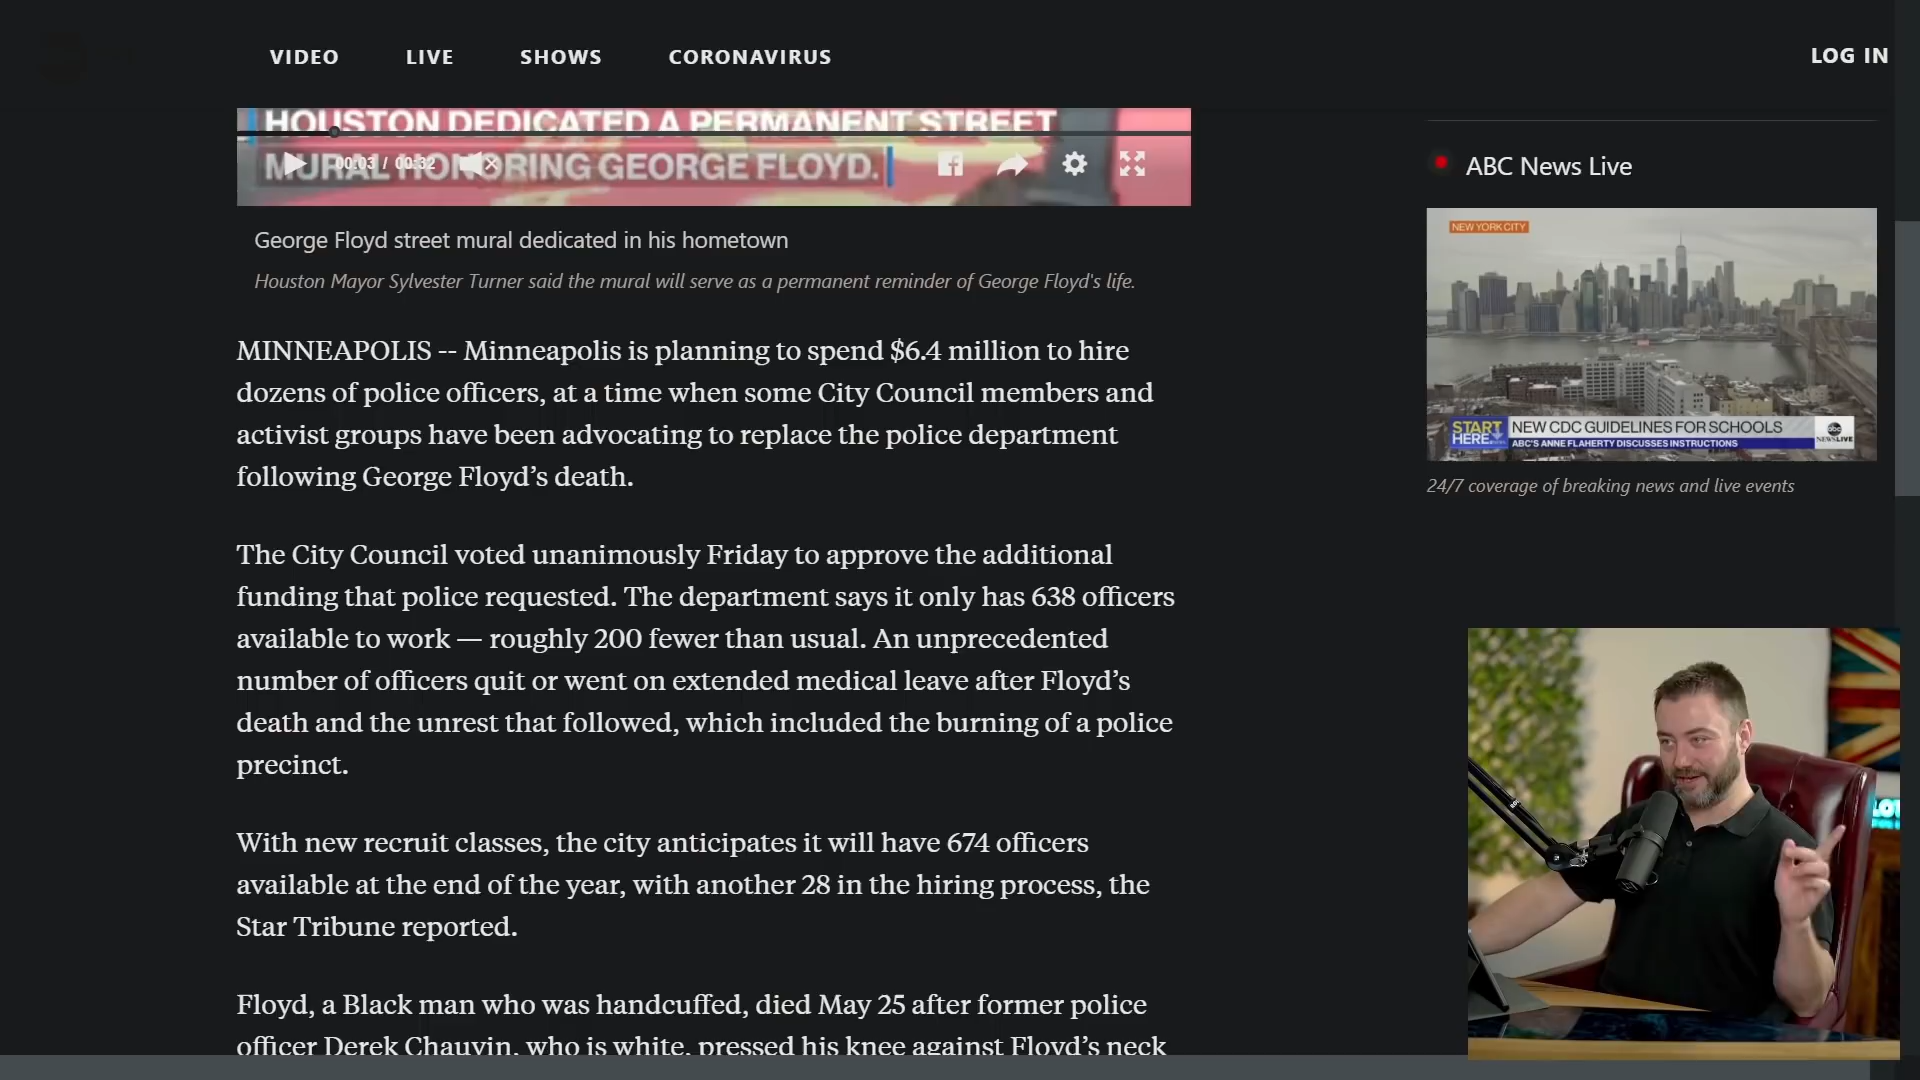 VIDEO LIVE SHOWS CORONAVIRUS LOG IN
HOUSTON DEDICATED A PERMANENT STREET
MURAL HONORING GEORGE FLOYD.
00:03 / 00:32
George Floyd street mural dedicated in his hometown
Houston Mayor Sylvester Turner said the mural will serve as a permanent reminder of George Floyd's life.
MINNEAPOLIS -- Minneapolis is planning to spend $6.4 million to hire
dozens of police officers, at a time when some City Council members and
activist groups have been advocating to replace the police department
following George Floyd’s death.
The City Council voted unanimously Friday to approve the additional
funding that police requested. The department says it only has 638 officers
available to work — roughly 200 fewer than usual. An unprecedented
number of officers quit or went on extended medical leave after Floyd’s
death and the unrest that followed, which included the burning of a police
precinct.
With new recruit classes, the city anticipates it will have 674 officers
available at the end of the year, with another 28 in the hiring process, the
Star Tribune reported.
Floyd, a Black man who was handcuffed, died May 25 after former police
officer Derek Chauvin, who is white, pressed his knee against Floyd’s neck
ABC News Live
NEW YORK CITY
START
HERE
NEW CDC GUIDELINES FOR SCHOOLS
ABC'S ANNE FLAHERTY DISCUSSES INSTRUCTIONS
abc
NEWS LIVE
24/7 coverage of breaking news and live events